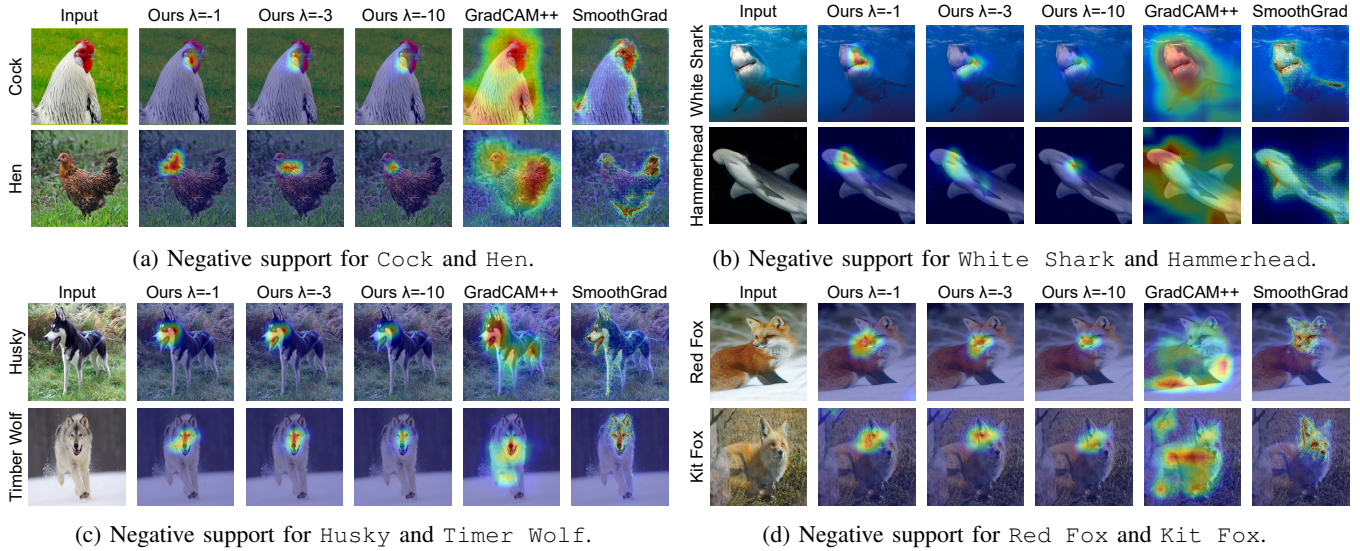 Input Ours λ=-1 Ours λ=-3 Ours λ=-10 GradCAM++ SmoothGrad
Cock
Hen
(a) Negative support for Cock and Hen.
Input Ours λ=-1 Ours λ=-3 Ours λ=-10 GradCAM++ SmoothGrad
White Shark
Hammerhead
(b) Negative support for White Shark and Hammerhead.
Input Ours λ=-1 Ours λ=-3 Ours λ=-10 GradCAM++ SmoothGrad
Husky
Timber Wolf
(c) Negative support for Husky and Timer Wolf.
Input Ours λ=-1 Ours λ=-3 Ours λ=-10 GradCAM++ SmoothGrad
Red Fox
Kit Fox
(d) Negative support for Red Fox and Kit Fox.